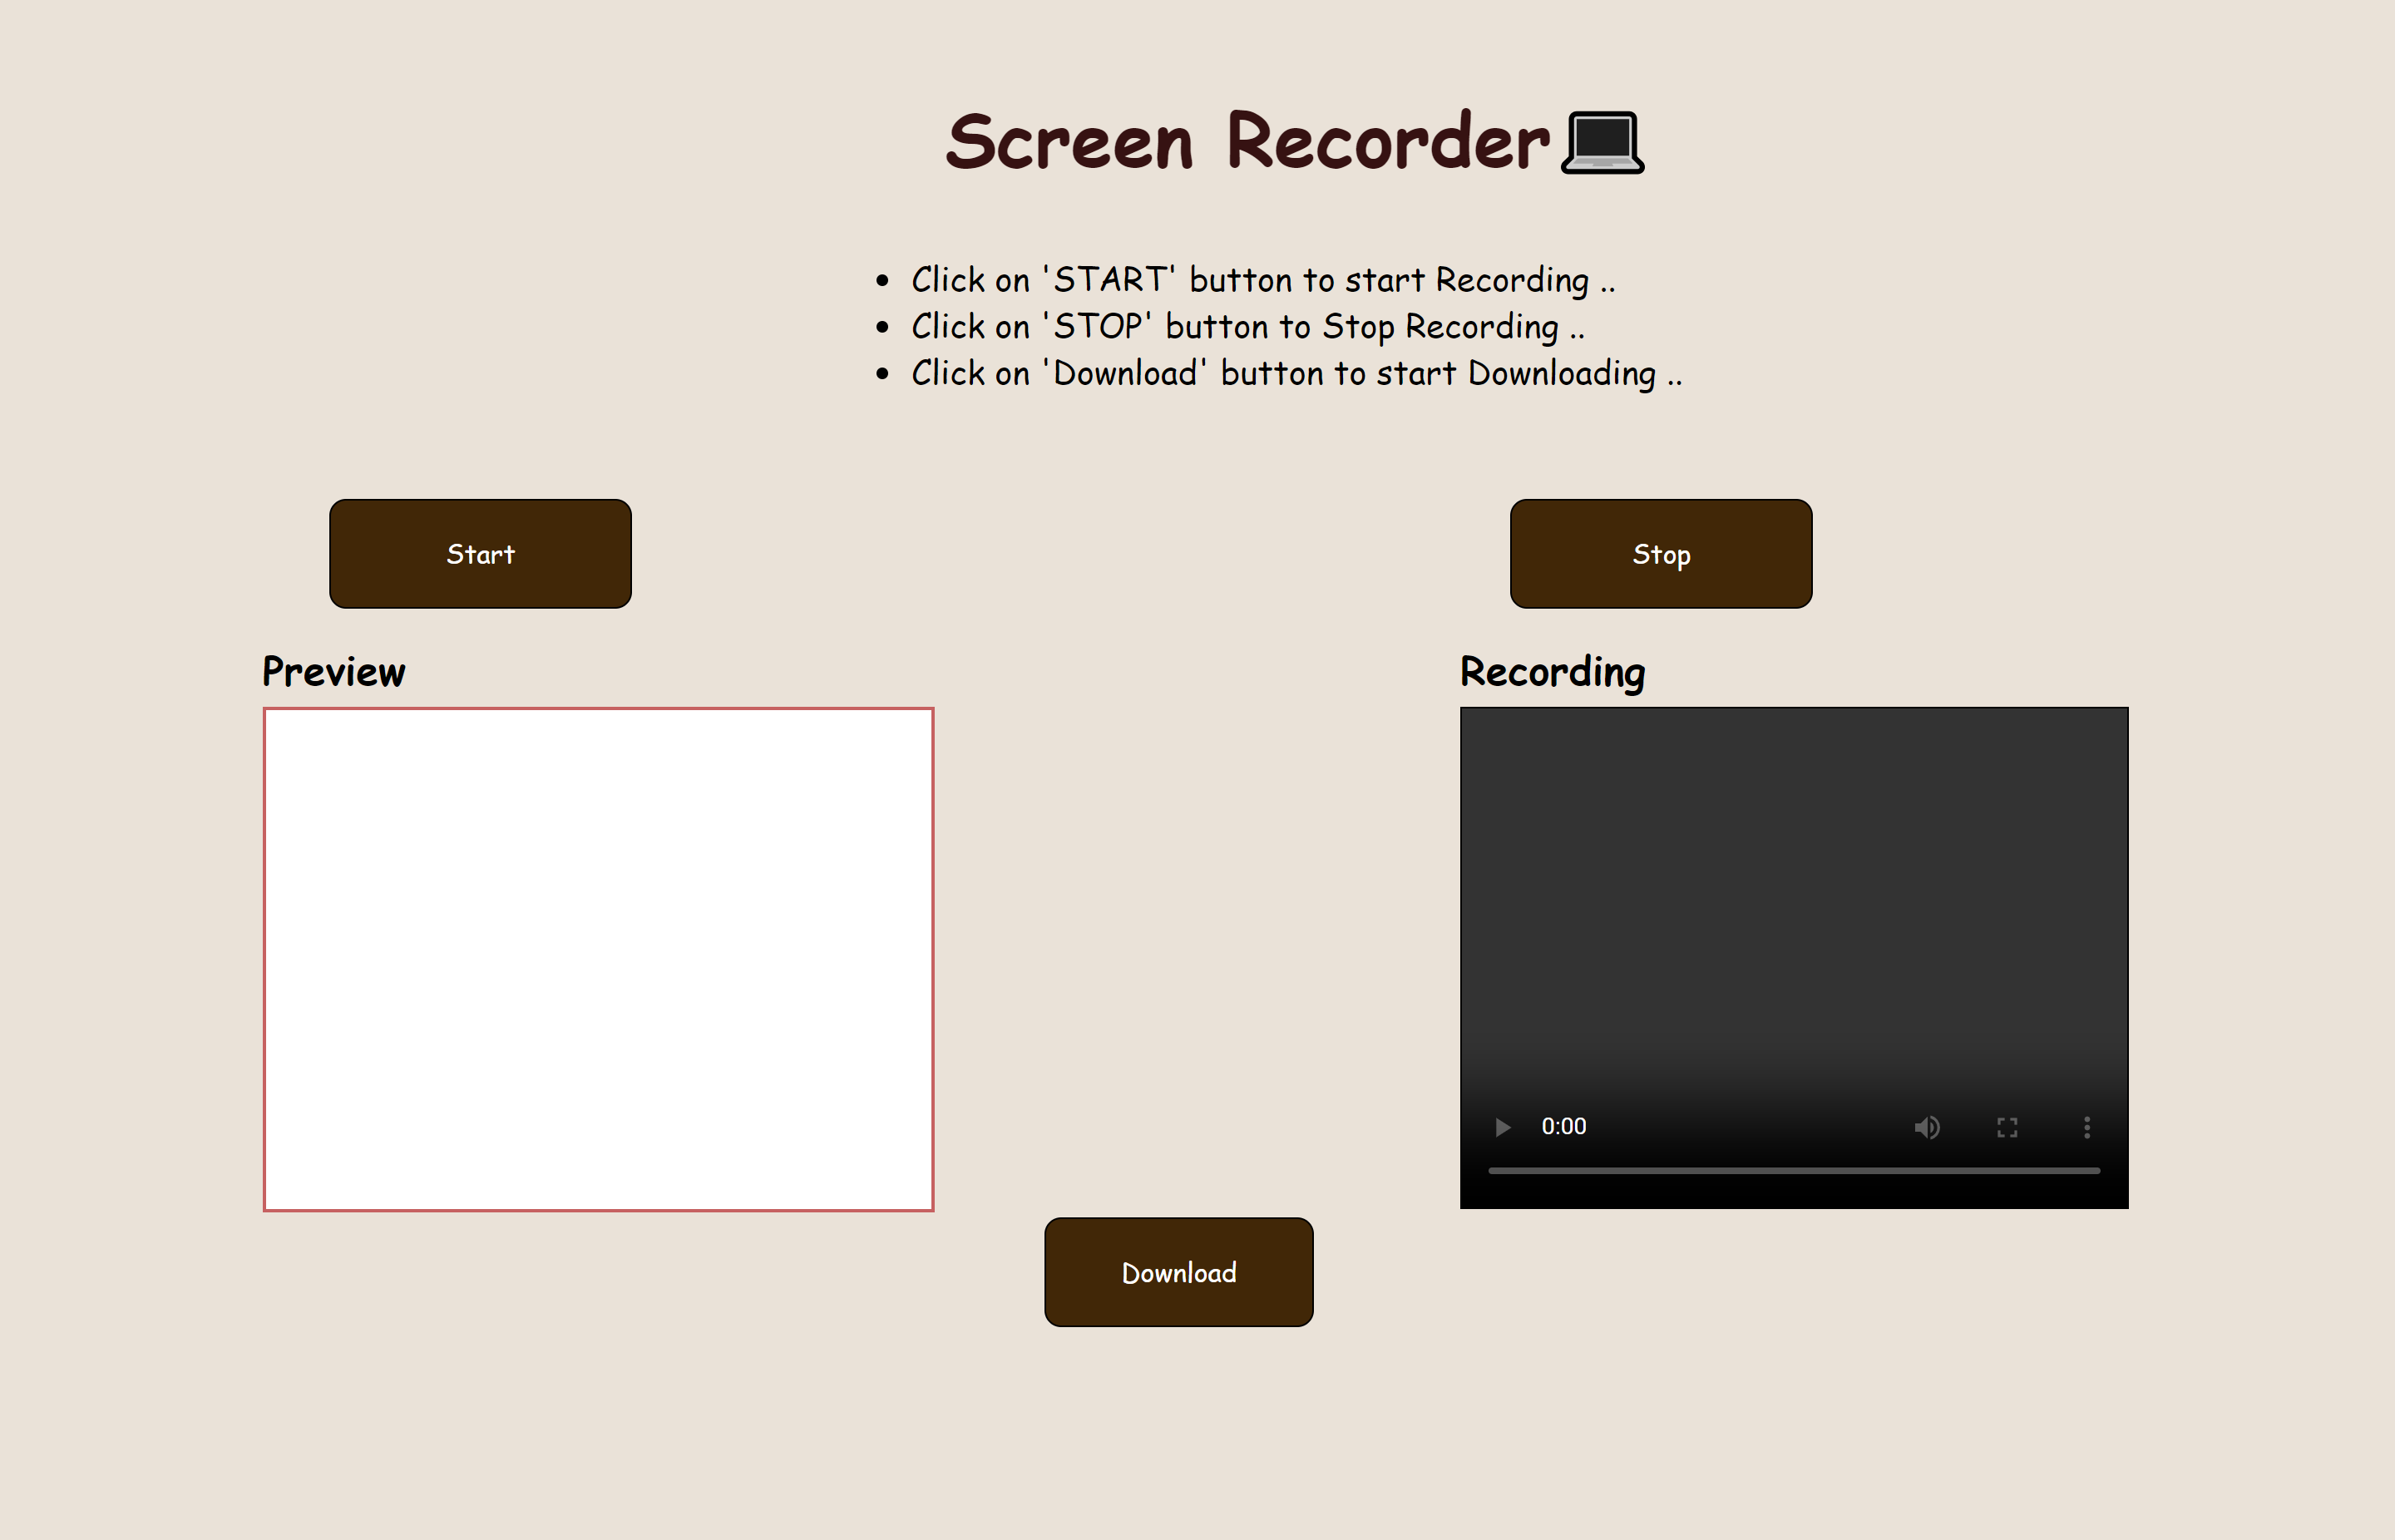 Screen Recorder💻
• Click on 'START' button to start Recording ..
• Click on 'STOP' button to Stop Recording ..
• Click on 'Download' button to start Downloading ..
Start
Stop
Preview
Recording
0:00
Download